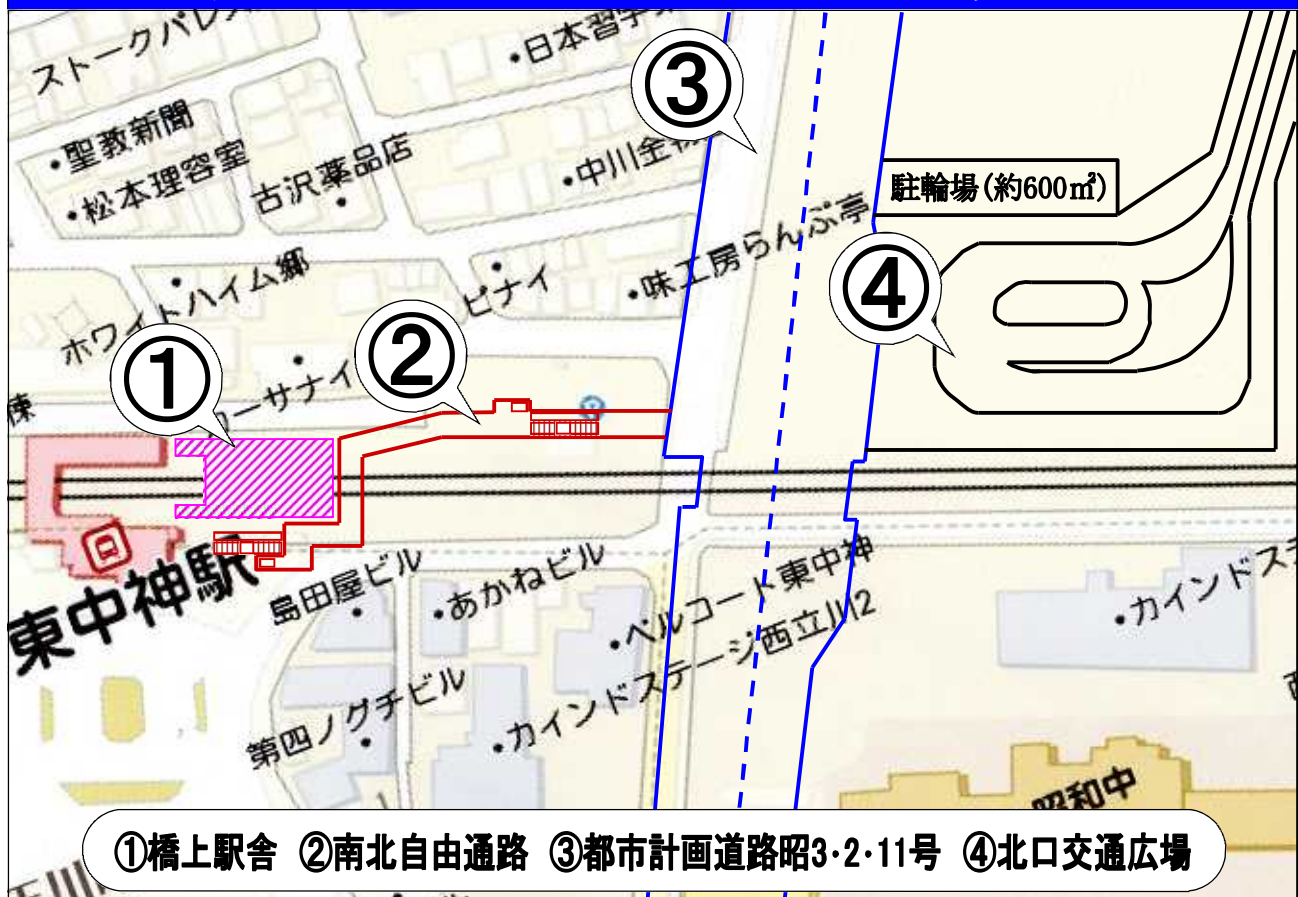 ストークパレス
日本習字
③
聖教新聞
松本理容室
古沢薬品店
中川金物
駐輪場(約600㎡)
味工房らんぷ亭
④
ホワイトハイム郷
ピナイ
①
②
カーサナイ
棟
東中神駅
島田屋ビル
あかねビル
ベルコート東中神
カインドステージ西立川2
カインドステ
第四ノグチビル
昭和中
①橋上駅舎 ②南北自由通路 ③都市計画道路昭3・2・11号 ④北口交通広場